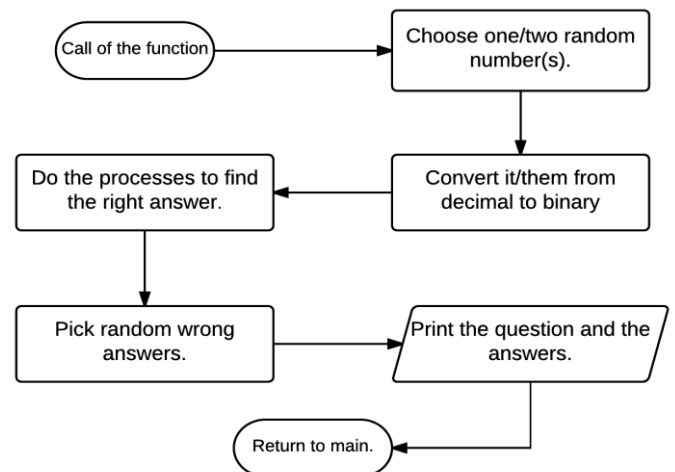 Call of the function
Choose one/two random
number(s).
Convert it/them from
decimal to binary
Do the processes to find
the right answer.
Pick random wrong
answers.
Print the question and the
answers.
Return to main.